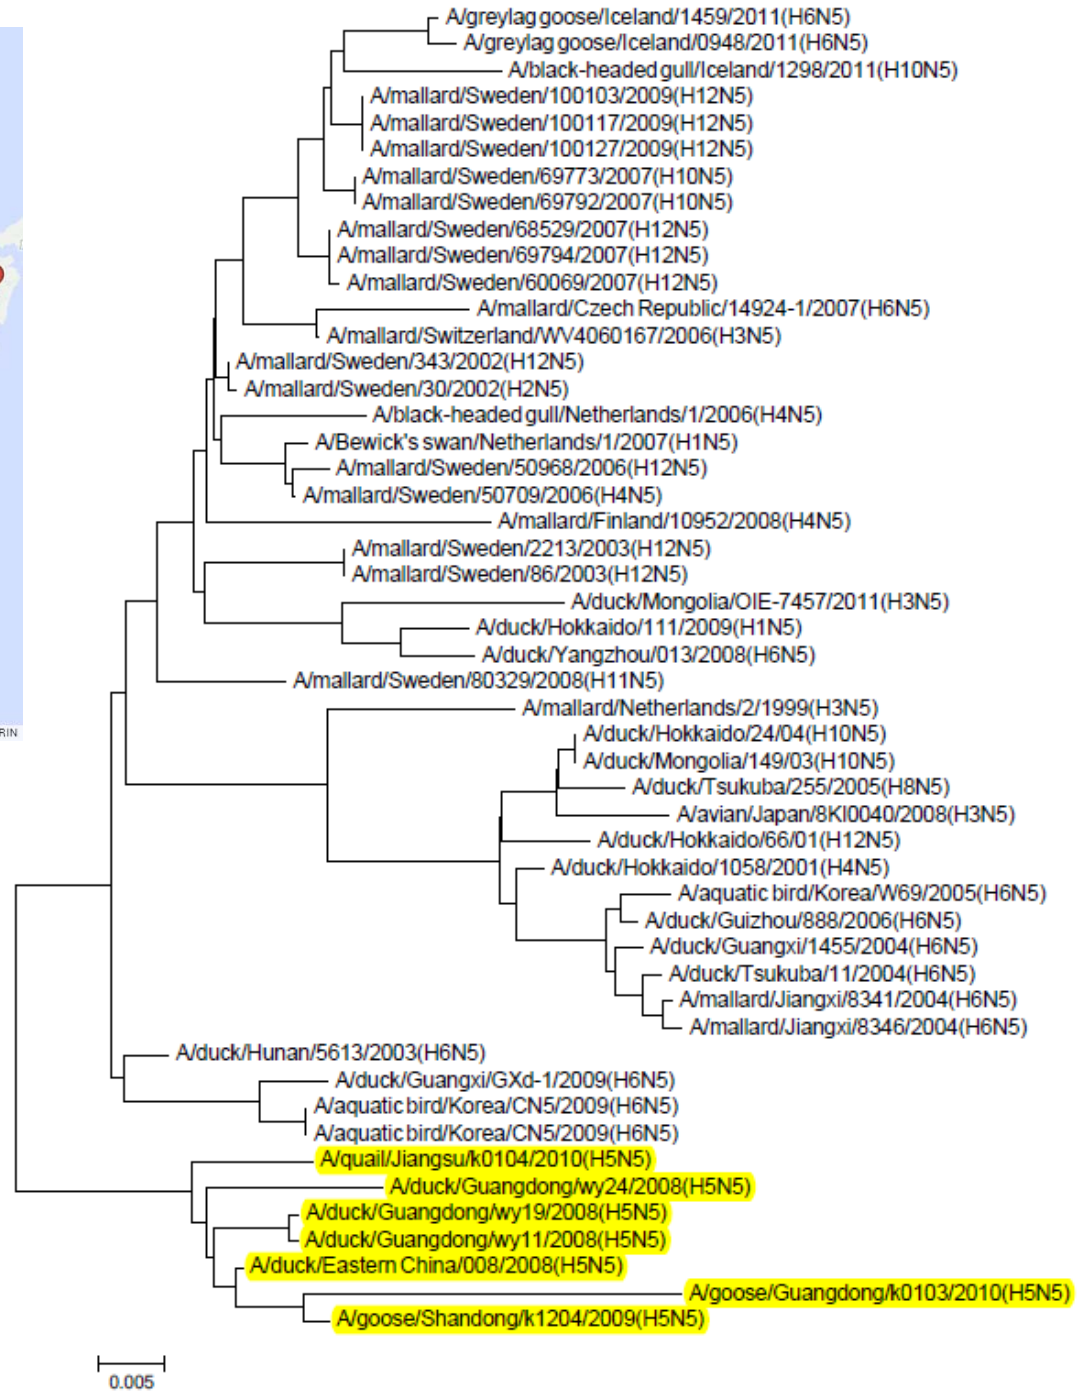 A/greylag goose/Iceland/1459/2011(H6N5)
A/greylag goose/Iceland/0948/2011(H6N5)
A/black-headed gull/Iceland/1298/2011(H10N5)
A/mallard/Sweden/100103/2009(H12N5)
A/mallard/Sweden/100117/2009(H12N5)
A/mallard/Sweden/100127/2009(H12N5)
A/mallard/Sweden/69773/2007(H10N5)
A/mallard/Sweden/69792/2007(H10N5)
A/mallard/Sweden/68529/2007(H12N5)
A/mallard/Sweden/69794/2007(H12N5)
A/mallard/Sweden/60069/2007(H12N5)
A/mallard/Czech Republic/14924-1/2007(H6N5)
A/mallard/Switzerland/WV4060167/2006(H3N5)
A/mallard/Sweden/343/2002(H12N5)
A/mallard/Sweden/30/2002(H2N5)
A/black-headed gull/Netherlands/1/2006(H4N5)
A/Bewick's swan/Netherlands/1/2007(H1N5)
A/mallard/Sweden/50968/2006(H12N5)
A/mallard/Sweden/50709/2006(H4N5)
A/mallard/Finland/10952/2008(H4N5)
A/mallard/Sweden/2213/2003(H12N5)
A/mallard/Sweden/86/2003(H12N5)
A/duck/Mongolia/OIE-7457/2011(H3N5)
A/duck/Hokkaido/111/2009(H1N5)
A/duck/Yangzhou/013/2008(H6N5)
A/mallard/Sweden/80329/2008(H11N5)
A/mallard/Netherlands/2/1999(H3N5)
RIN
A/duck/Hokkaido/24/04(H10N5)
A/duck/Mongolia/149/03(H10N5)
A/duck/Tsukuba/255/2005(H8N5)
A/avian/Japan/8KI0040/2008(H3N5)
A/duck/Hokkaido/66/01(H12N5)
A/duck/Hokkaido/1058/2001(H4N5)
A/aquatic bird/Korea/W69/2005(H6N5)
A/duck/Guizhou/888/2006(H6N5)
A/duck/Guangxi/1455/2004(H6N5)
A/duck/Tsukuba/11/2004(H6N5)
A/mallard/Jiangxi/8341/2004(H6N5)
A/mallard/Jiangxi/8346/2004(H6N5)
A/duck/Hunan/5613/2003(H6N5)
A/duck/Guangxi/GXd-1/2009(H6N5)
A/aquatic bird/Korea/CN5/2009(H6N5)
A/aquatic bird/Korea/CN5/2009(H6N5)
A/quail/Jiangsu/k0104/2010(H5N5)
A/duck/Guangdong/wy24/2008(H5N5)
A/duck/Guangdong/wy19/2008(H5N5)
A/duck/Guangdong/wy11/2008(H5N5)
A/duck/Eastern China/008/2008(H5N5)
A/goose/Guangdong/k0103/2010(H5N5)
A/goose/Shandong/k1204/2009(H5N5)
0.005